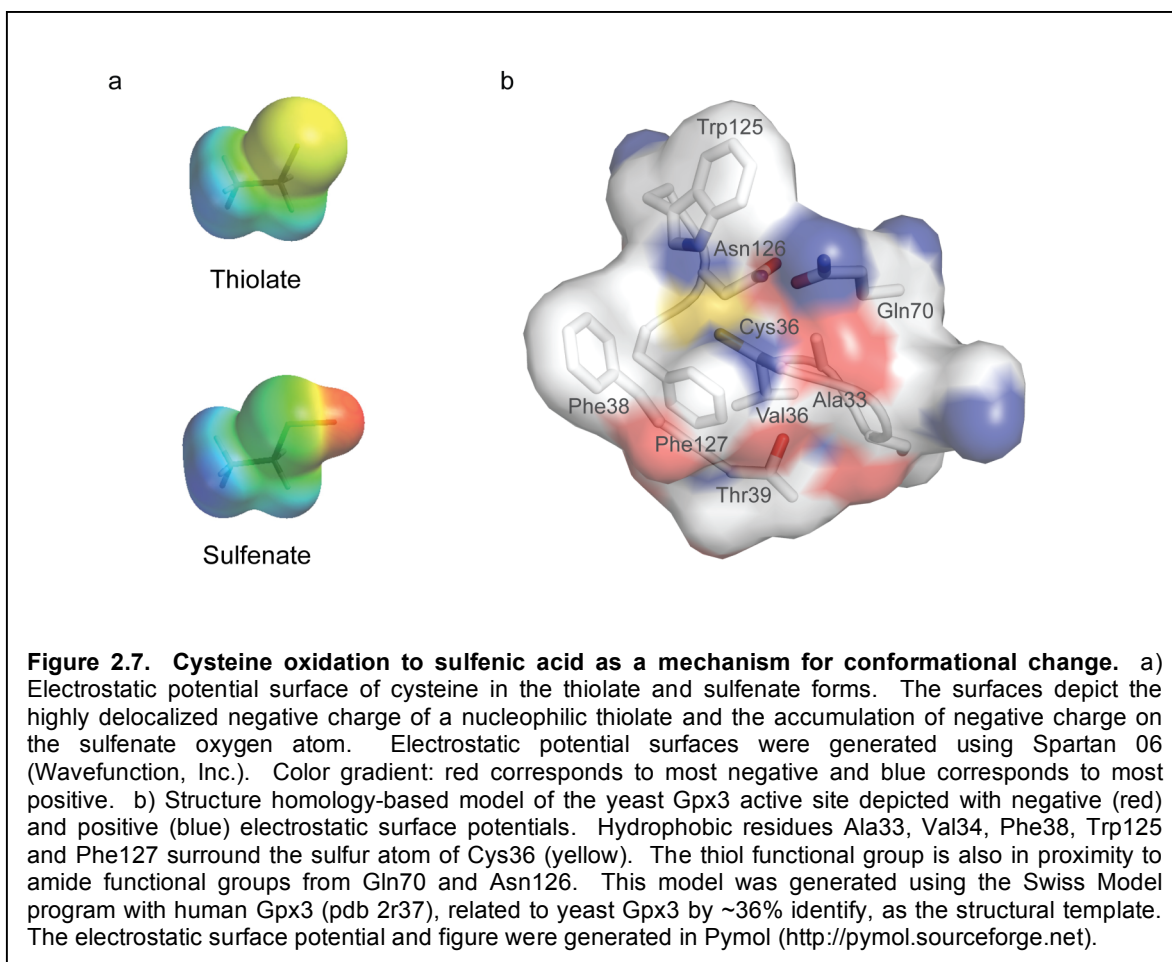 a
b
Trp125
Asn126
Thiolate
Gln70
Cys36
Phe38
Val36
Ala33
Phe127
Thr39
Sulfenate
Figure 2.7. Cysteine oxidation to sulfenic acid as a mechanism for conformational change. a)
Electrostatic potential surface of cysteine in the thiolate and sulfenate forms. The surfaces depict the
highly delocalized negative charge of a nucleophilic thiolate and the accumulation of negative charge on
the sulfenate oxygen atom. Electrostatic potential surfaces were generated using Spartan 06
(Wavefunction, Inc.). Color gradient: red corresponds to most negative and blue corresponds to most
positive. b) Structure homology-based model of the yeast Gpx3 active site depicted with negative (red)
and positive (blue) electrostatic surface potentials. Hydrophobic residues Ala33, Val34, Phe38, Trp125
and Phe127 surround the sulfur atom of Cys36 (yellow). The thiol functional group is also in proximity to
amide functional groups from Gln70 and Asn126. This model was generated using the Swiss Model
program with human Gpx3 (pdb 2r37), related to yeast Gpx3 by ~36% identify, as the structural template.
The electrostatic surface potential and figure were generated in Pymol (http://pymol.sourceforge.net).